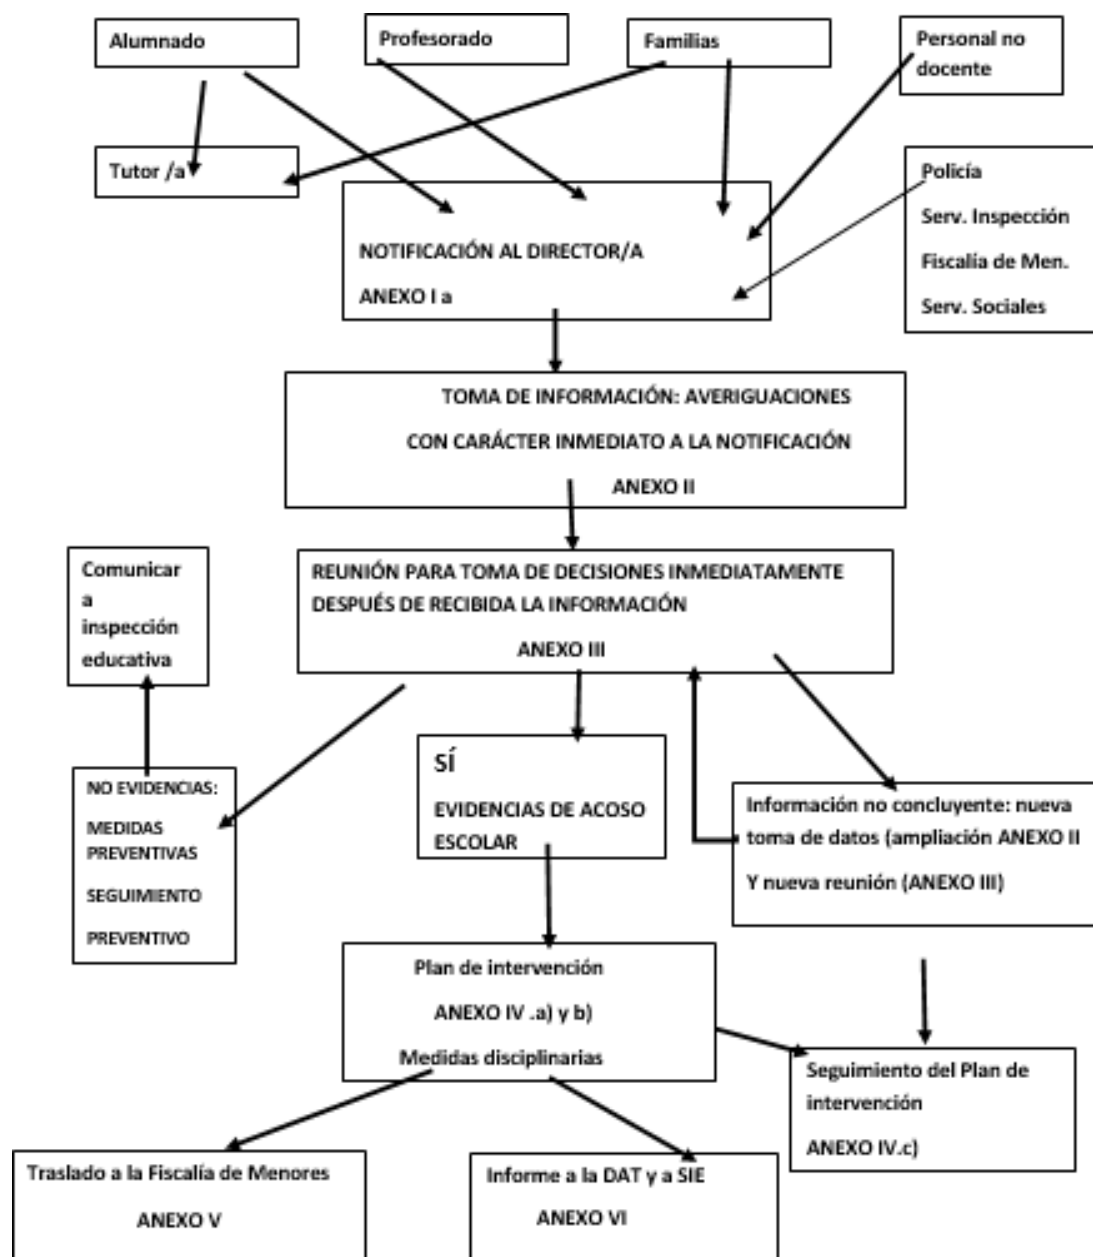 Alumnado
Profesorado
Familias
Personal no
docente
Tutor /a
Policía
Serv. Inspección
Fiscalía de Men.
Serv. Sociales
NOTIFICACIÓN AL DIRECTOR/A
ANEXO I a
TOMA DE INFORMACIÓN: AVERIGUACIONES
CON CARÁCTER INMEDIATO A LA NOTIFICACIÓN
ANEXO II
Comunicar
a
inspección
educativa
REUNIÓN PARA TOMA DE DECISIONES INMEDIATAMENTE
DESPUÉS DE RECIBIDA LA INFORMACIÓN
ANEXO III
NO EVIDENCIAS:
MEDIDAS
PREVENTIVAS
SEGUIMIENTO
PREVENTIVO
SÍ
EVIDENCIAS DE ACOSO
ESCOLAR
Información no concluyente: nueva
toma de datos (ampliación ANEXO II
Y nueva reunión (ANEXO III)
Plan de intervención
ANEXO IV .a) y b)
Medidas disciplinarias
Seguimiento del Plan de
intervención
ANEXO IV.c)
Traslado a la Fiscalía de Menores
ANEXO V
Informe a la DAT y a SIE
ANEXO VI